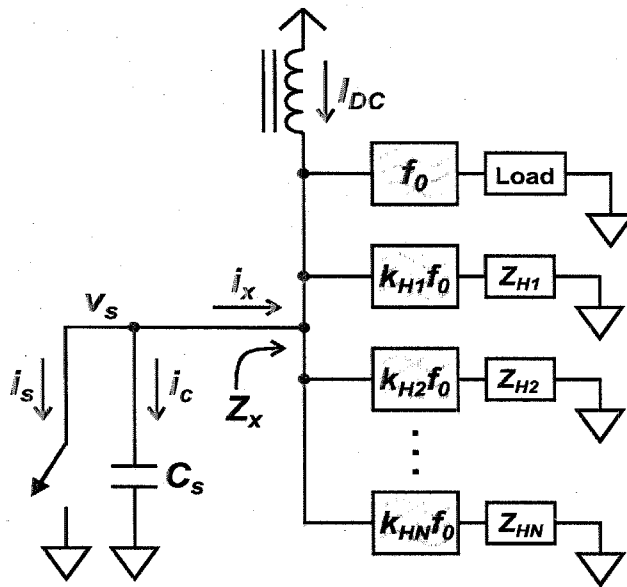 I_DC
f_0
Load
k_H1f_0
Z_H1
i_x
v_s
k_H2f_0
Z_H2
i_s
i_c
Z_x
C_s
k_HNf_0
Z_HN